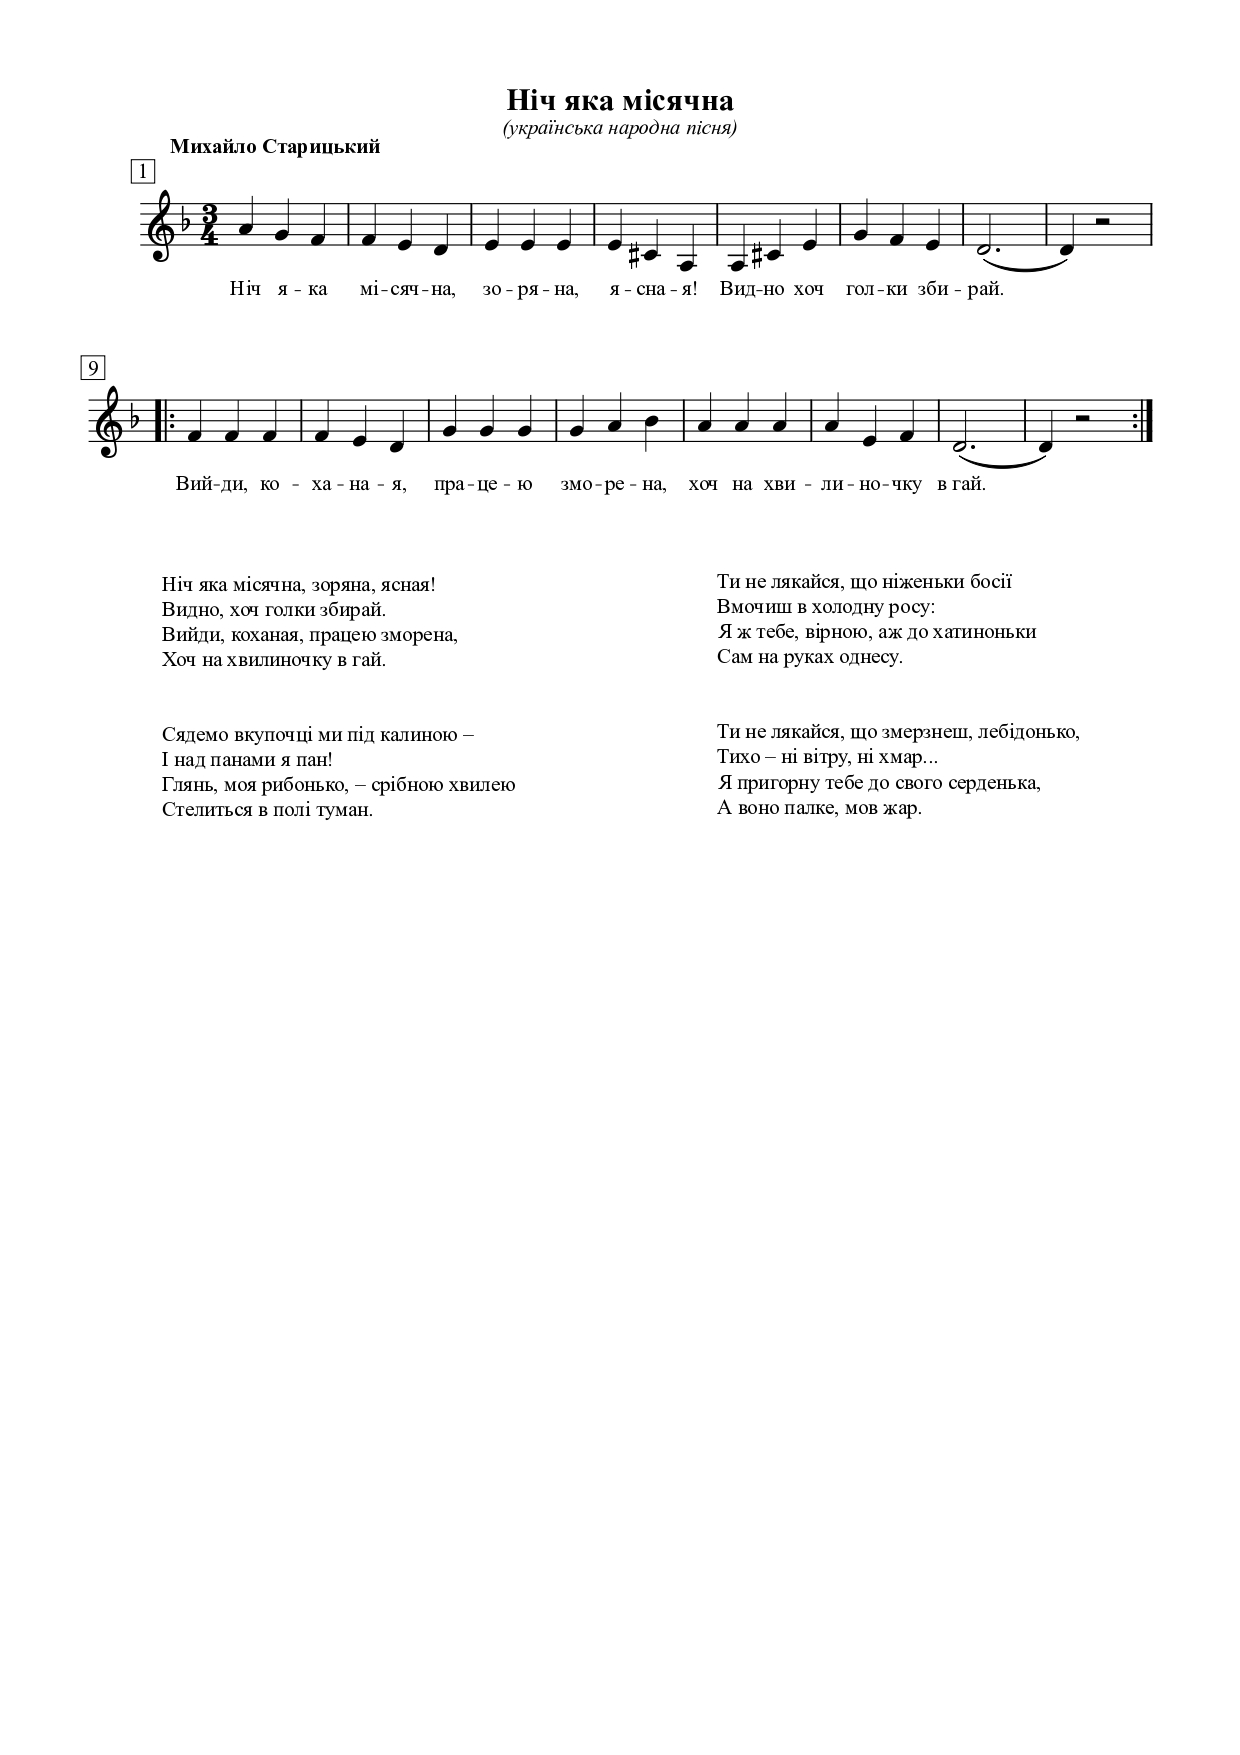 Ніч яка місячна
(українська народна пісня)
Михайло Старицький
1
3
4
Ніч я – ка мі – сяч – на, зо – ря – на, я – сна – я! Вид – но хоч гол – ки зби – рай.
9
Вий – ди, ко – ха – на – я, пра – це – ю змо – ре – на, хоч на хви – ли – но – чку в гай.
Ніч яка місячна, зоряна, ясная!
Видно, хоч голки збирай.
Вийди, коханая, працею зморена,
Хоч на хвилиночку в гай.
Сядемо вкупочці ми під калиною –
І над панами я пан!
Глянь, моя рибонько, – срібною хвилею
Стелиться в полі туман.
Ти не лякайся, що ніженьки босії
Вмочиш в холодну росу:
Я ж тебе, вірною, аж до хатиноньки
Сам на руках однесу.
Ти не лякайся, що змерзнеш, лебідонько,
Тихо – ні вітру, ні хмар...
Я пригорну тебе до свого серденька,
А воно палке, мов жар.